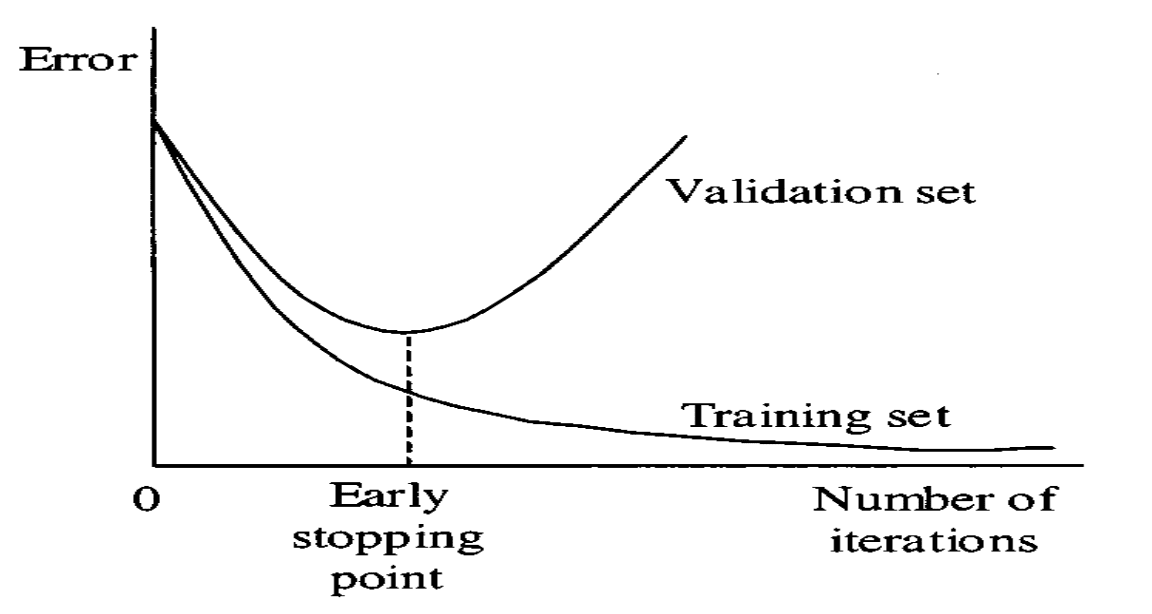 Error
Validation set
Training set
0
Early
stopping
point
Number of
iterations